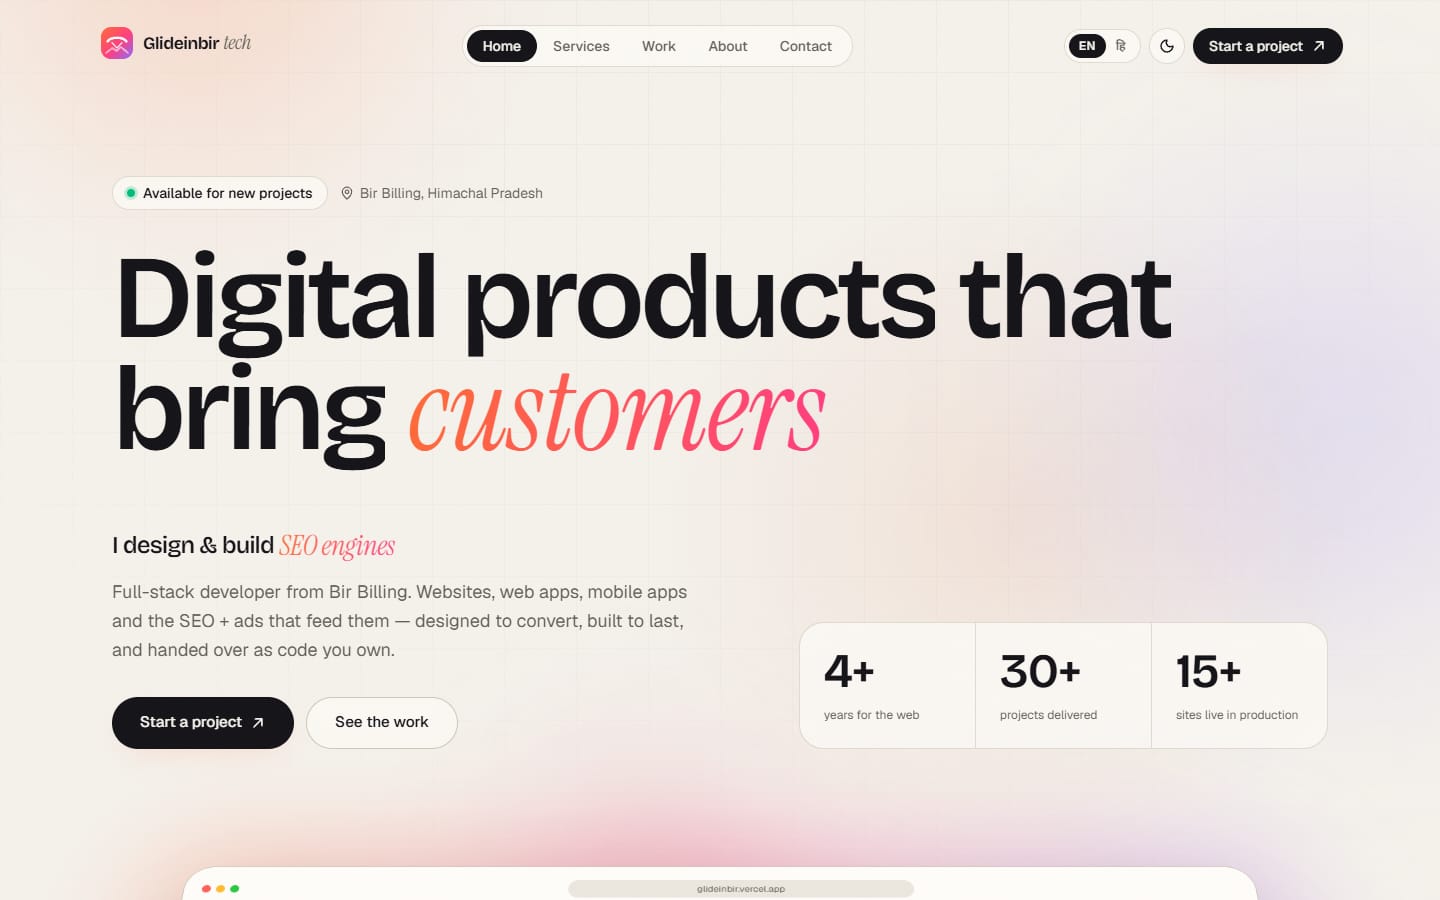 Glideinbir tech
Home Services Work About Contact
EN हि
Start a project
Available for new projects
Bir Billing, Himachal Pradesh
Digital products that
bring customers
I design & build SEO engines
Full-stack developer from Bir Billing. Websites, web apps, mobile apps
and the SEO + ads that feed them — designed to convert, built to last,
and handed over as code you own.
Start a project
See the work
4+
years for the web
30+
projects delivered
15+
sites live in production
glideinbir.vercel.app